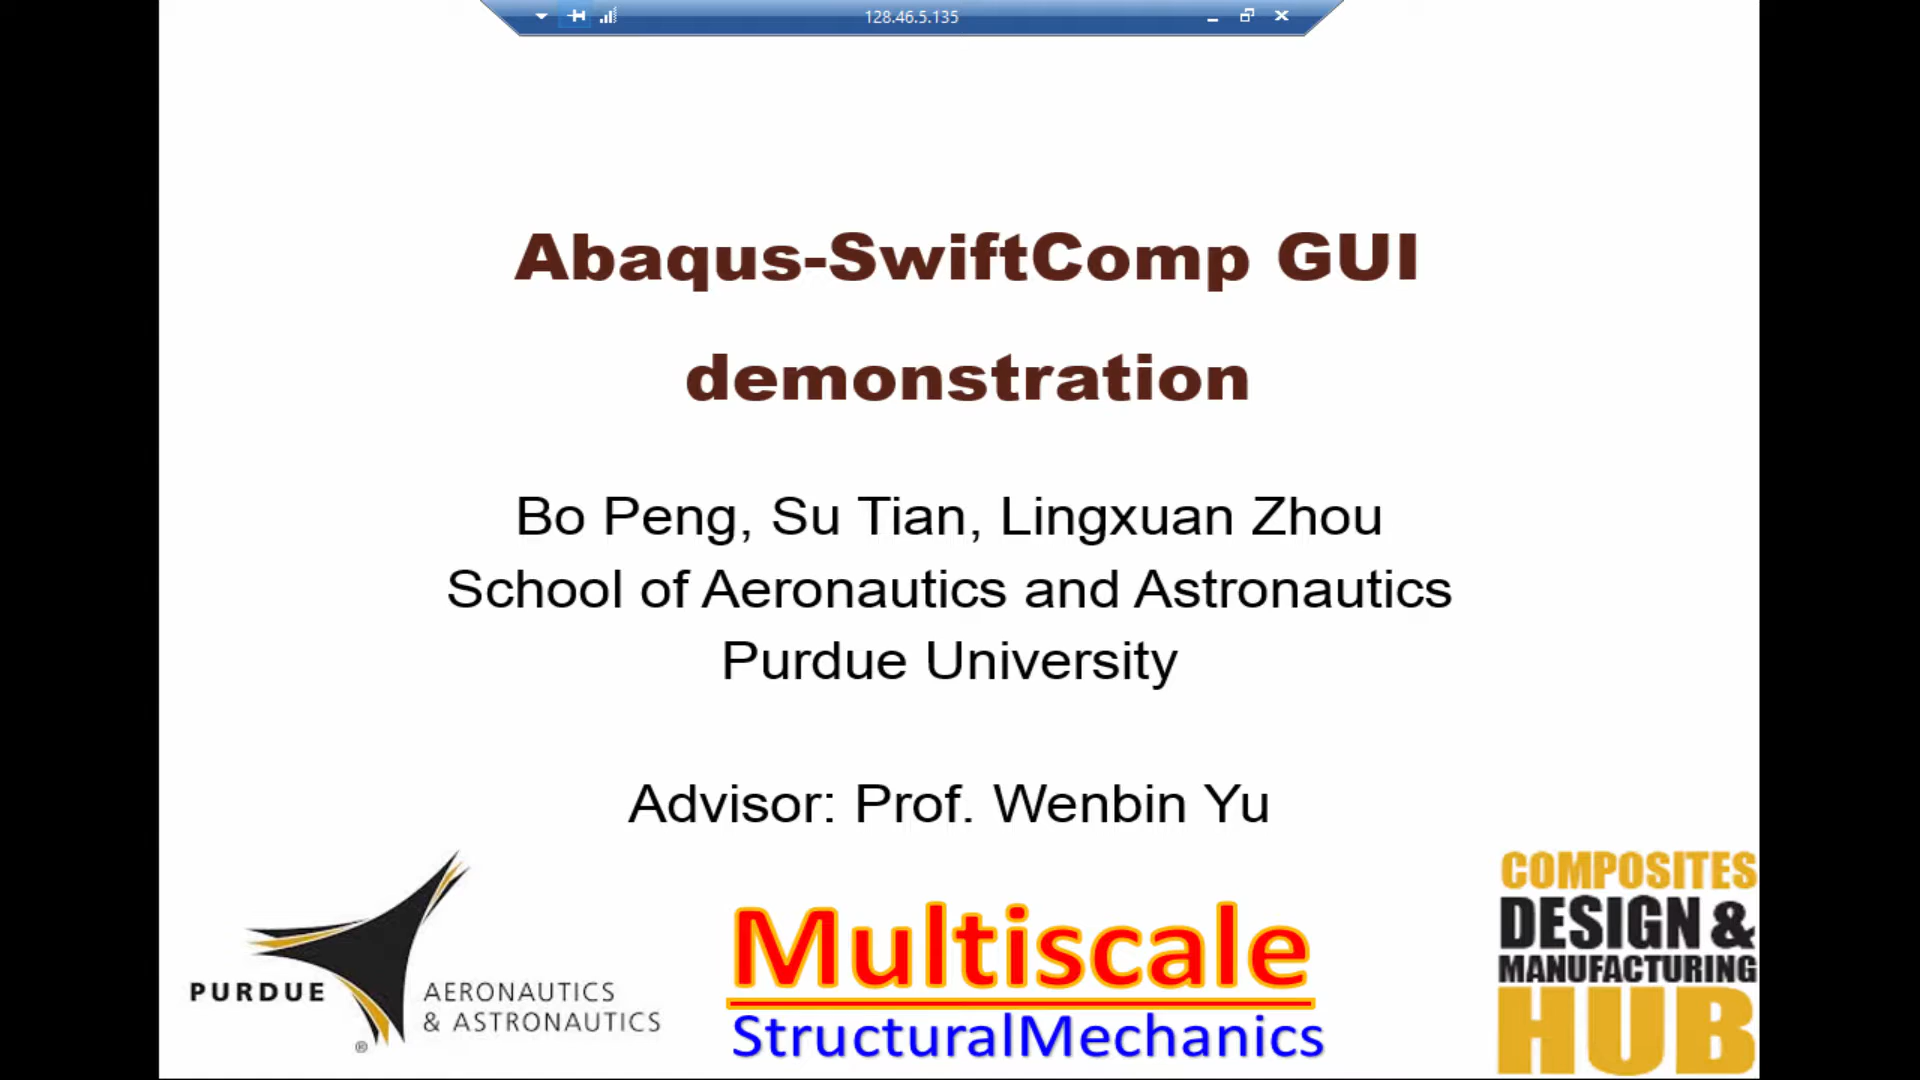 128.46.5.135
Abaqus-SwiftComp GUI
demonstration
Bo Peng, Su Tian, Lingxuan Zhou
School of Aeronautics and Astronautics
Purdue University
Advisor: Prof. Wenbin Yu
PURDUE
AERONAUTICS
& ASTRONAUTICS
®
Multiscale
StructuralMechanics
COMPOSITES
DESIGN &
MANUFACTURING
HUB